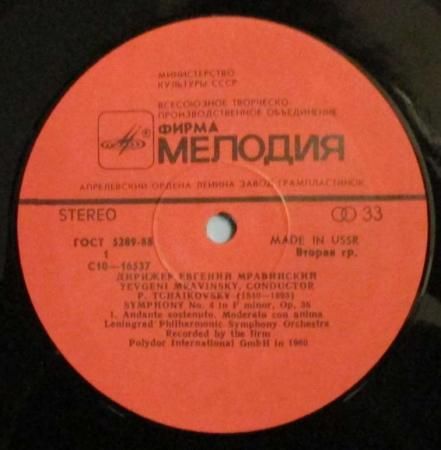 МИНИСТЕРСТВО
КУЛЬТУРЫ СССР
ВСЕСОЮЗНОЕ ТВОРЧЕСКО-
ПРОИЗВОДСТВЕННОЕ ОБЪЕДИНЕНИЕ
ФИРМА
МЕЛОДИЯ
АПРЕЛЕВСКИЙ ОРДЕНА ЛЕНИНА ЗАВОД ГРАМПЛАСТИНОК
STEREO 33
ГОСТ 5289-88 MADE IN USSR
1 Вторая гр.
С10—16537
ДИРИЖЕР ЕВГЕНИЙ МРАВИНСКИЙ
YEVGENI MRAVINSKY, CONDUCTOR
P. TCHAIKOVSKY (1840—1893)
SYMPHONY No. 4 in F minor, Op. 36
1. Andante sostenuto. Moderato con anima
Leningrad Philharmonic Symphony Orchestra
Recorded by the firm
Polydor International GmbH in 1960